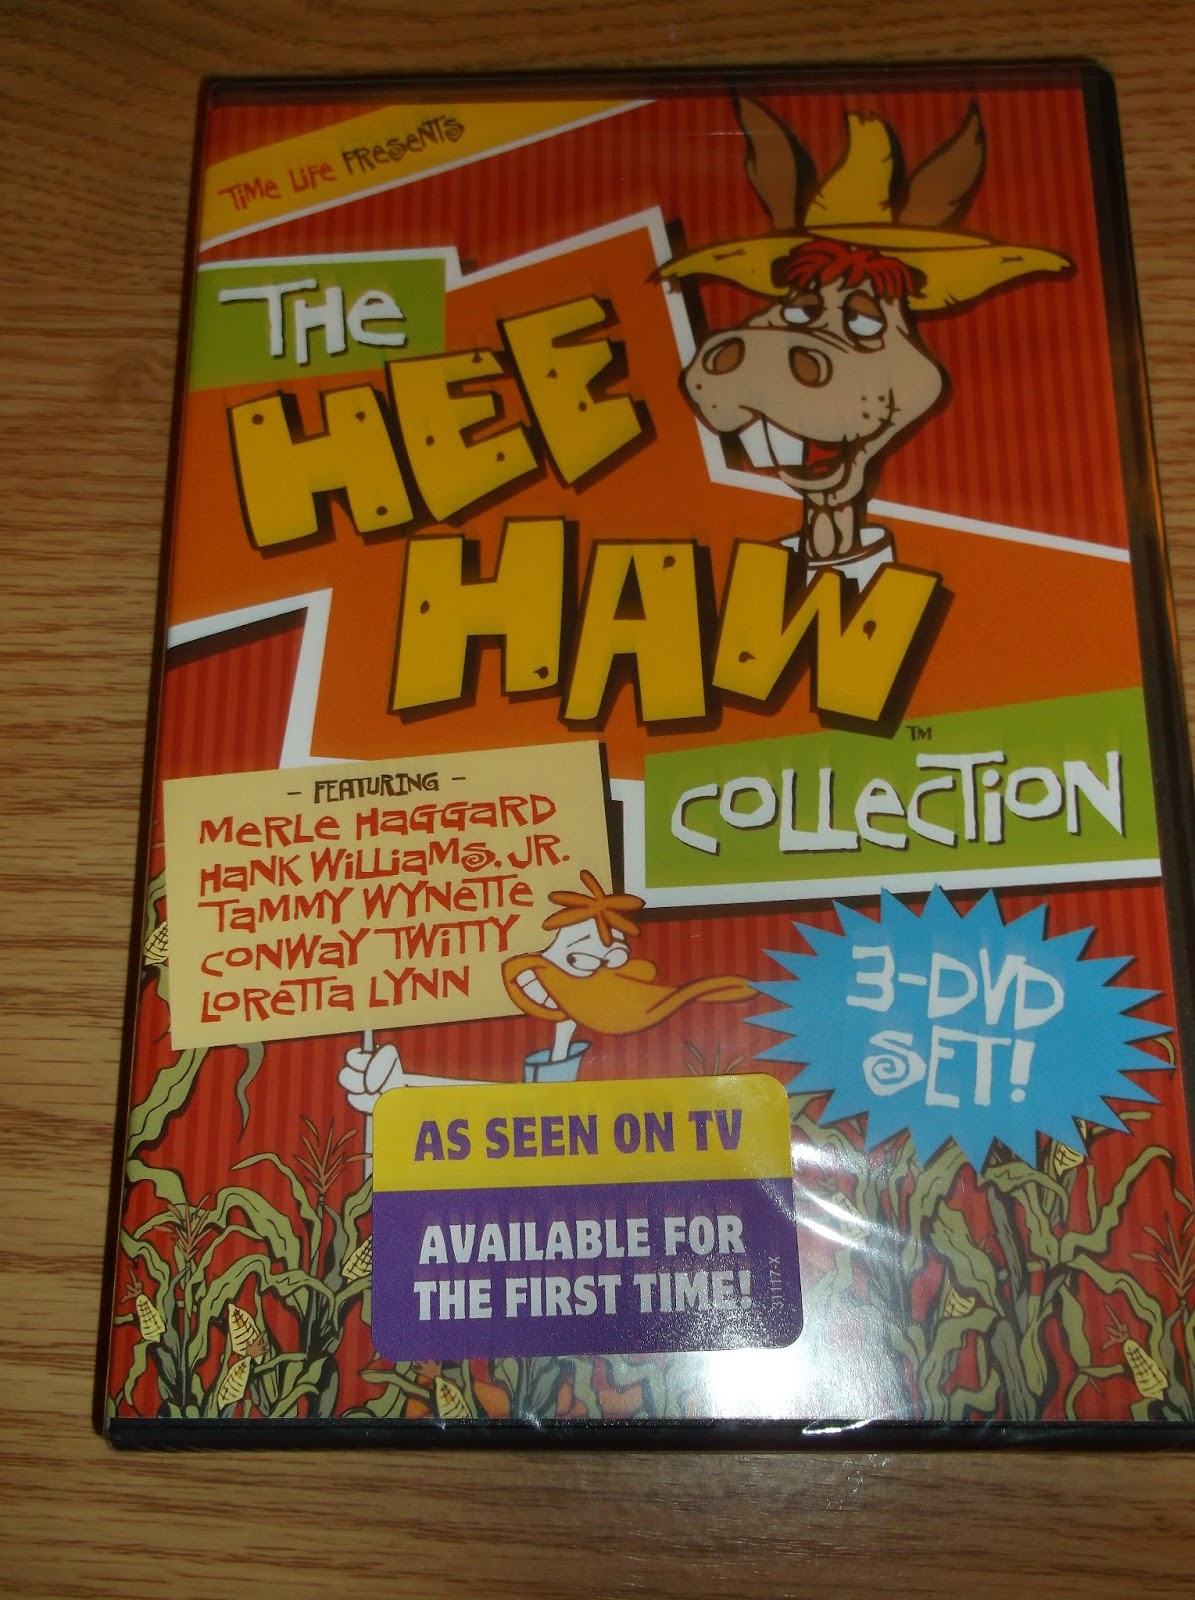 TiMe LiFe PReSeNTS
THe
HEE
HAW
TM
COLLeCTiON
- FEATURING -
MeRLe HaGGaRD
HaNK WiLLiaMS, JR.
TaMMY WYNeTTe
CONWaY TWiTTY
LOReTTa LYNN
3-DVD
SET!
AS SEEN ON TV
AVAILABLE FOR
THE FIRST TIME!
31117-X